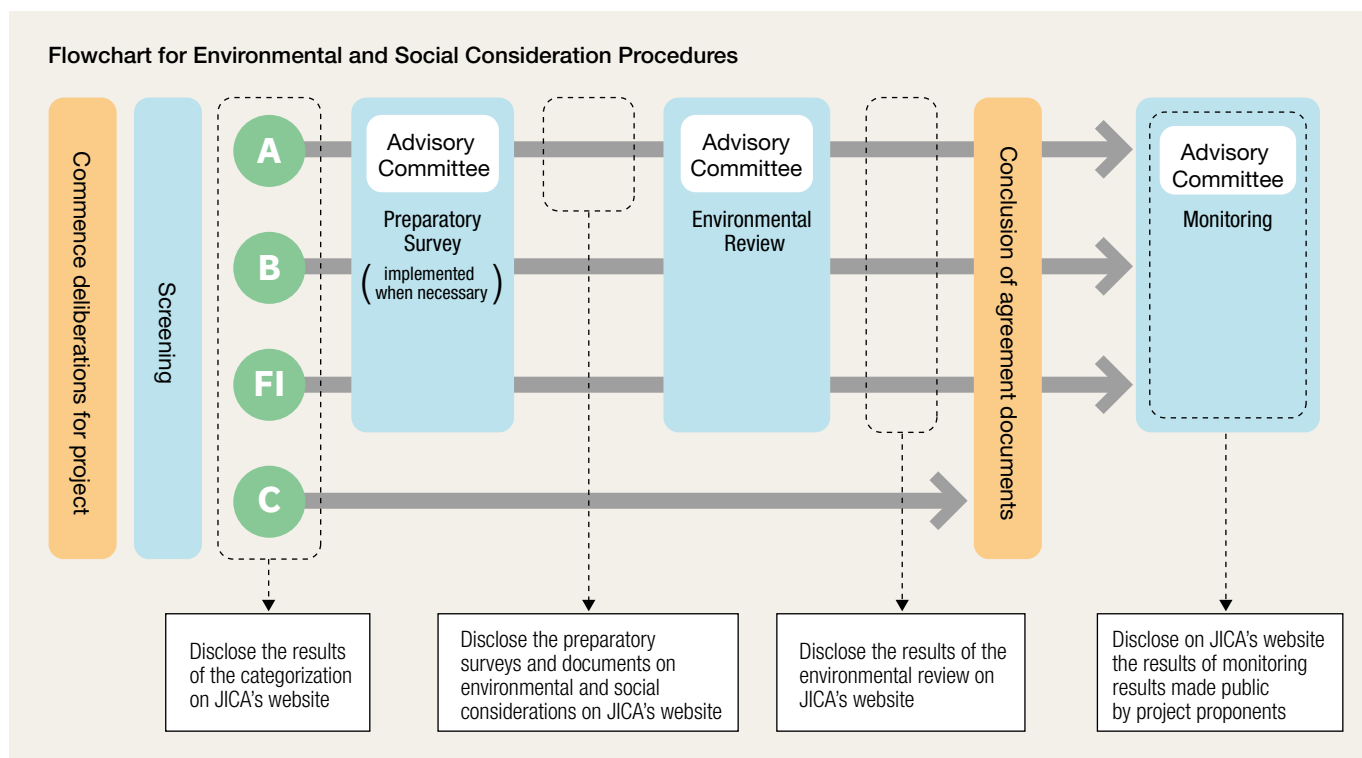 Flowchart for Environmental and Social Consideration Procedures
Commence deliberations for project
Screening
A
B
FI
C
Advisory
Committee
Preparatory
Survey
( implemented
when necessary )
Advisory
Committee
Environmental
Review
Conclusion of agreement documents
Advisory
Committee
Monitoring
Disclose the results
of the categorization
on JICA's website
Disclose the preparatory
surveys and documents on
environmental and social
considerations on JICA's website
Disclose the results of the
environmental review on
JICA's website
Disclose on JICA's website
the results of monitoring
results made public
by project proponents